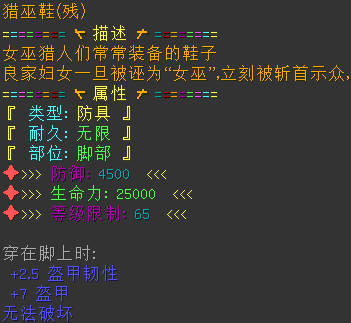 猎巫鞋(残)
========= ケ 描述 ケ =========
女巫猎人们常常装备的鞋子
良家妇女一旦被诬为“女巫”,立刻被斩首示众,
========= ケ 属性 ケ =========
『 类型: 防具 』
『 耐久: 无限 』
『 部位: 脚部 』
>>> 防御: 4500 <<<
>>> 生命力: 25000 <<<
>>> 等级限制: 65 <<<
穿在脚上时:
+2.5 盔甲韧性
+7 盔甲
无法破坏